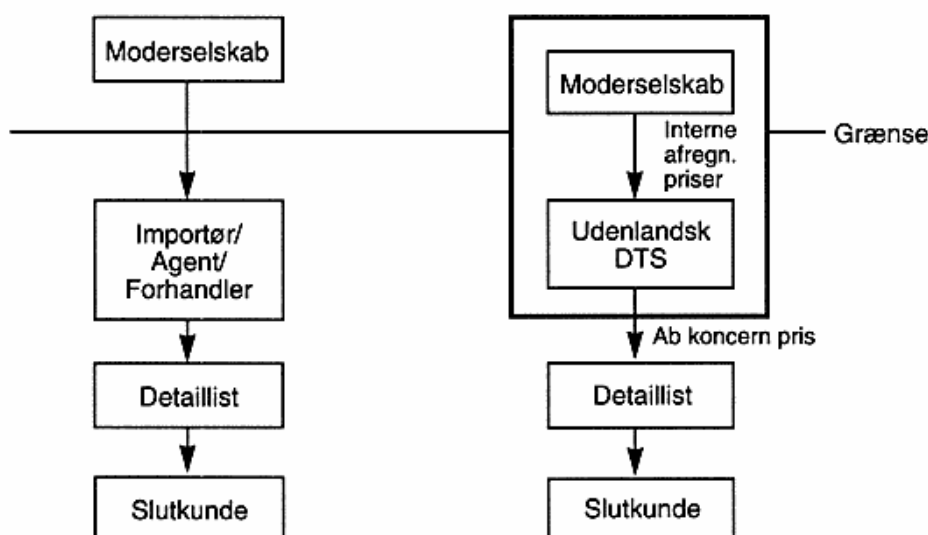 Moderselskab
Importør/
Agent/
Forhandler
Detaillist
Slutkunde
Moderselskab
Grænse
Interne
afregn.
priser
Udenlandsk
DTS
Ab koncern pris
Detaillist
Slutkunde